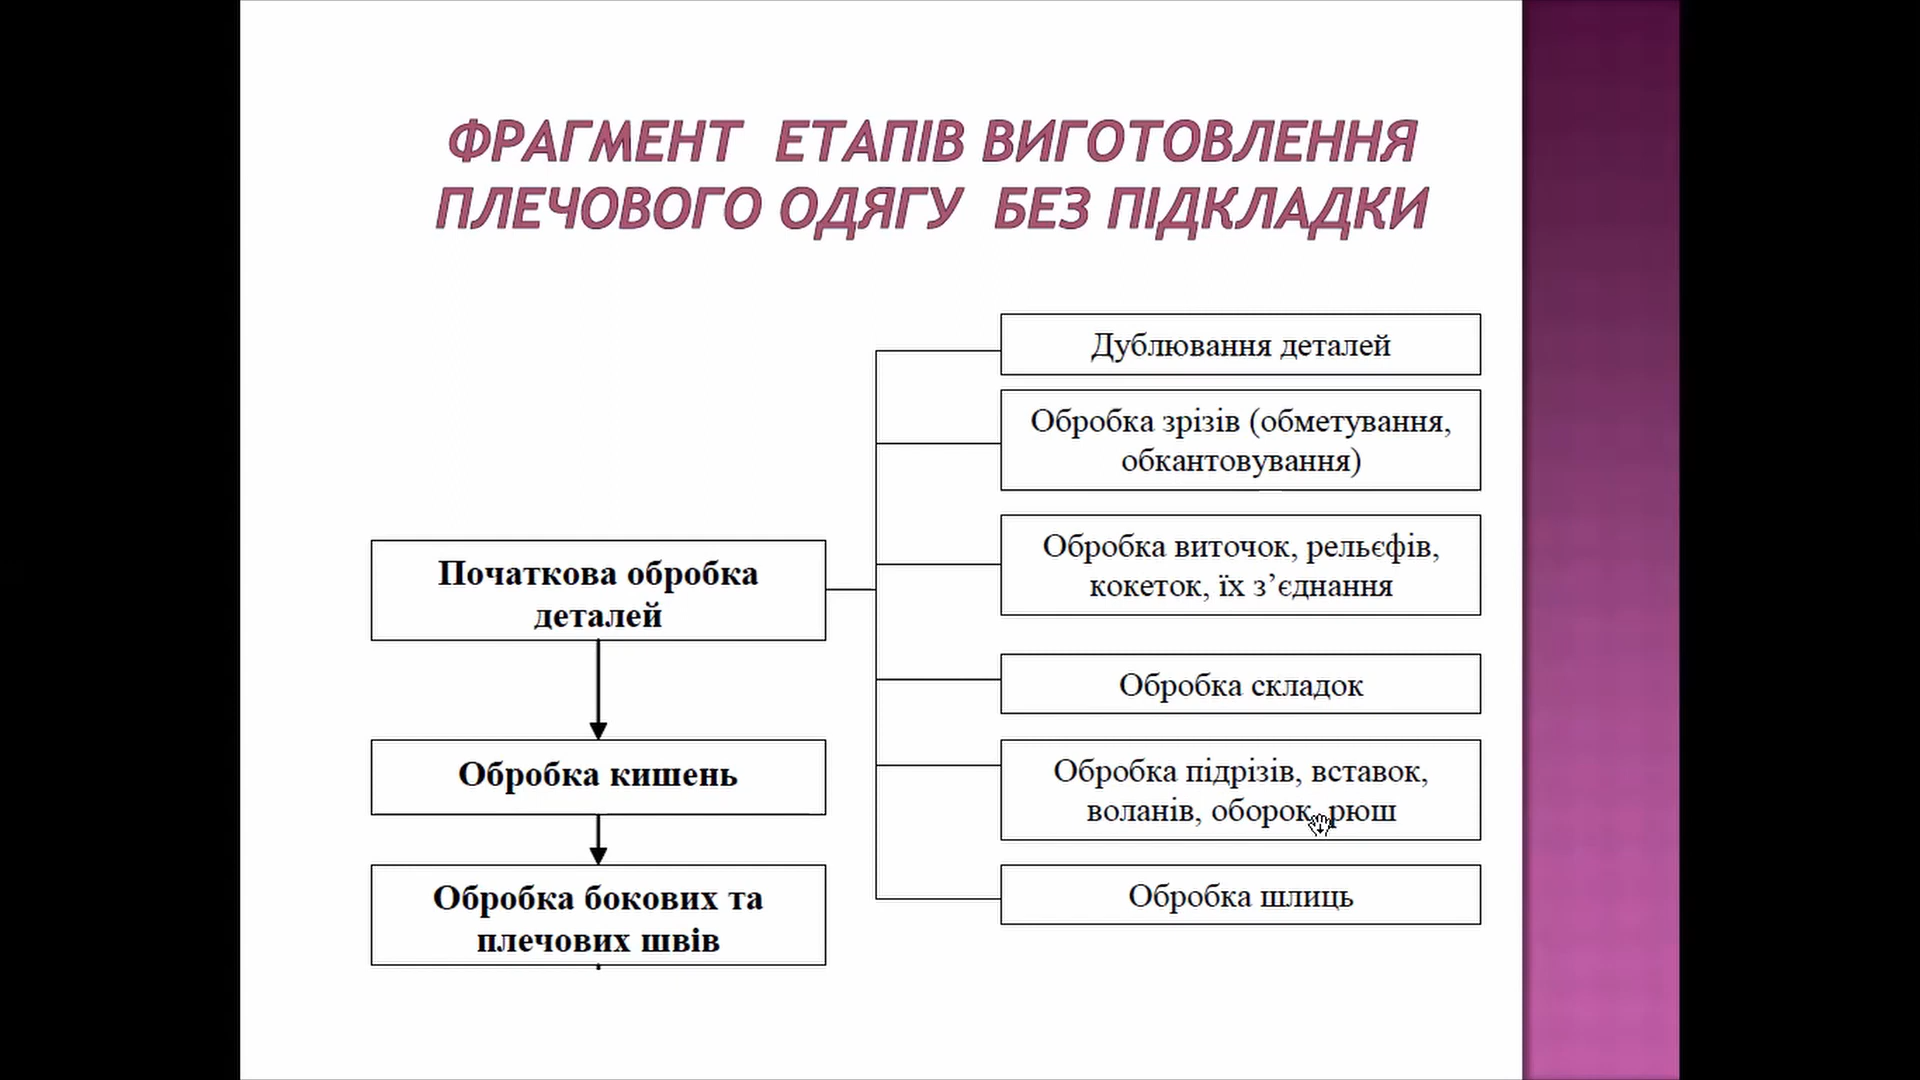 ФРАГМЕНТ ЕТАПІВ ВИГОТОВЛЕННЯ
ПЛЕЧОВОГО ОДЯГУ БЕЗ ПІДКЛАДКИ
Дублювання деталей
Обробка зрізів (обметування,
обкантовування)
Обробка виточок, рельєфів,
кокеток, їх з’єднання
Початкова обробка
деталей
Обробка складок
Обробка кишень
Обробка підрізів, вставок,
воланів, оборок, рюш
Обробка бокових та
плечових швів
Обробка шлиць